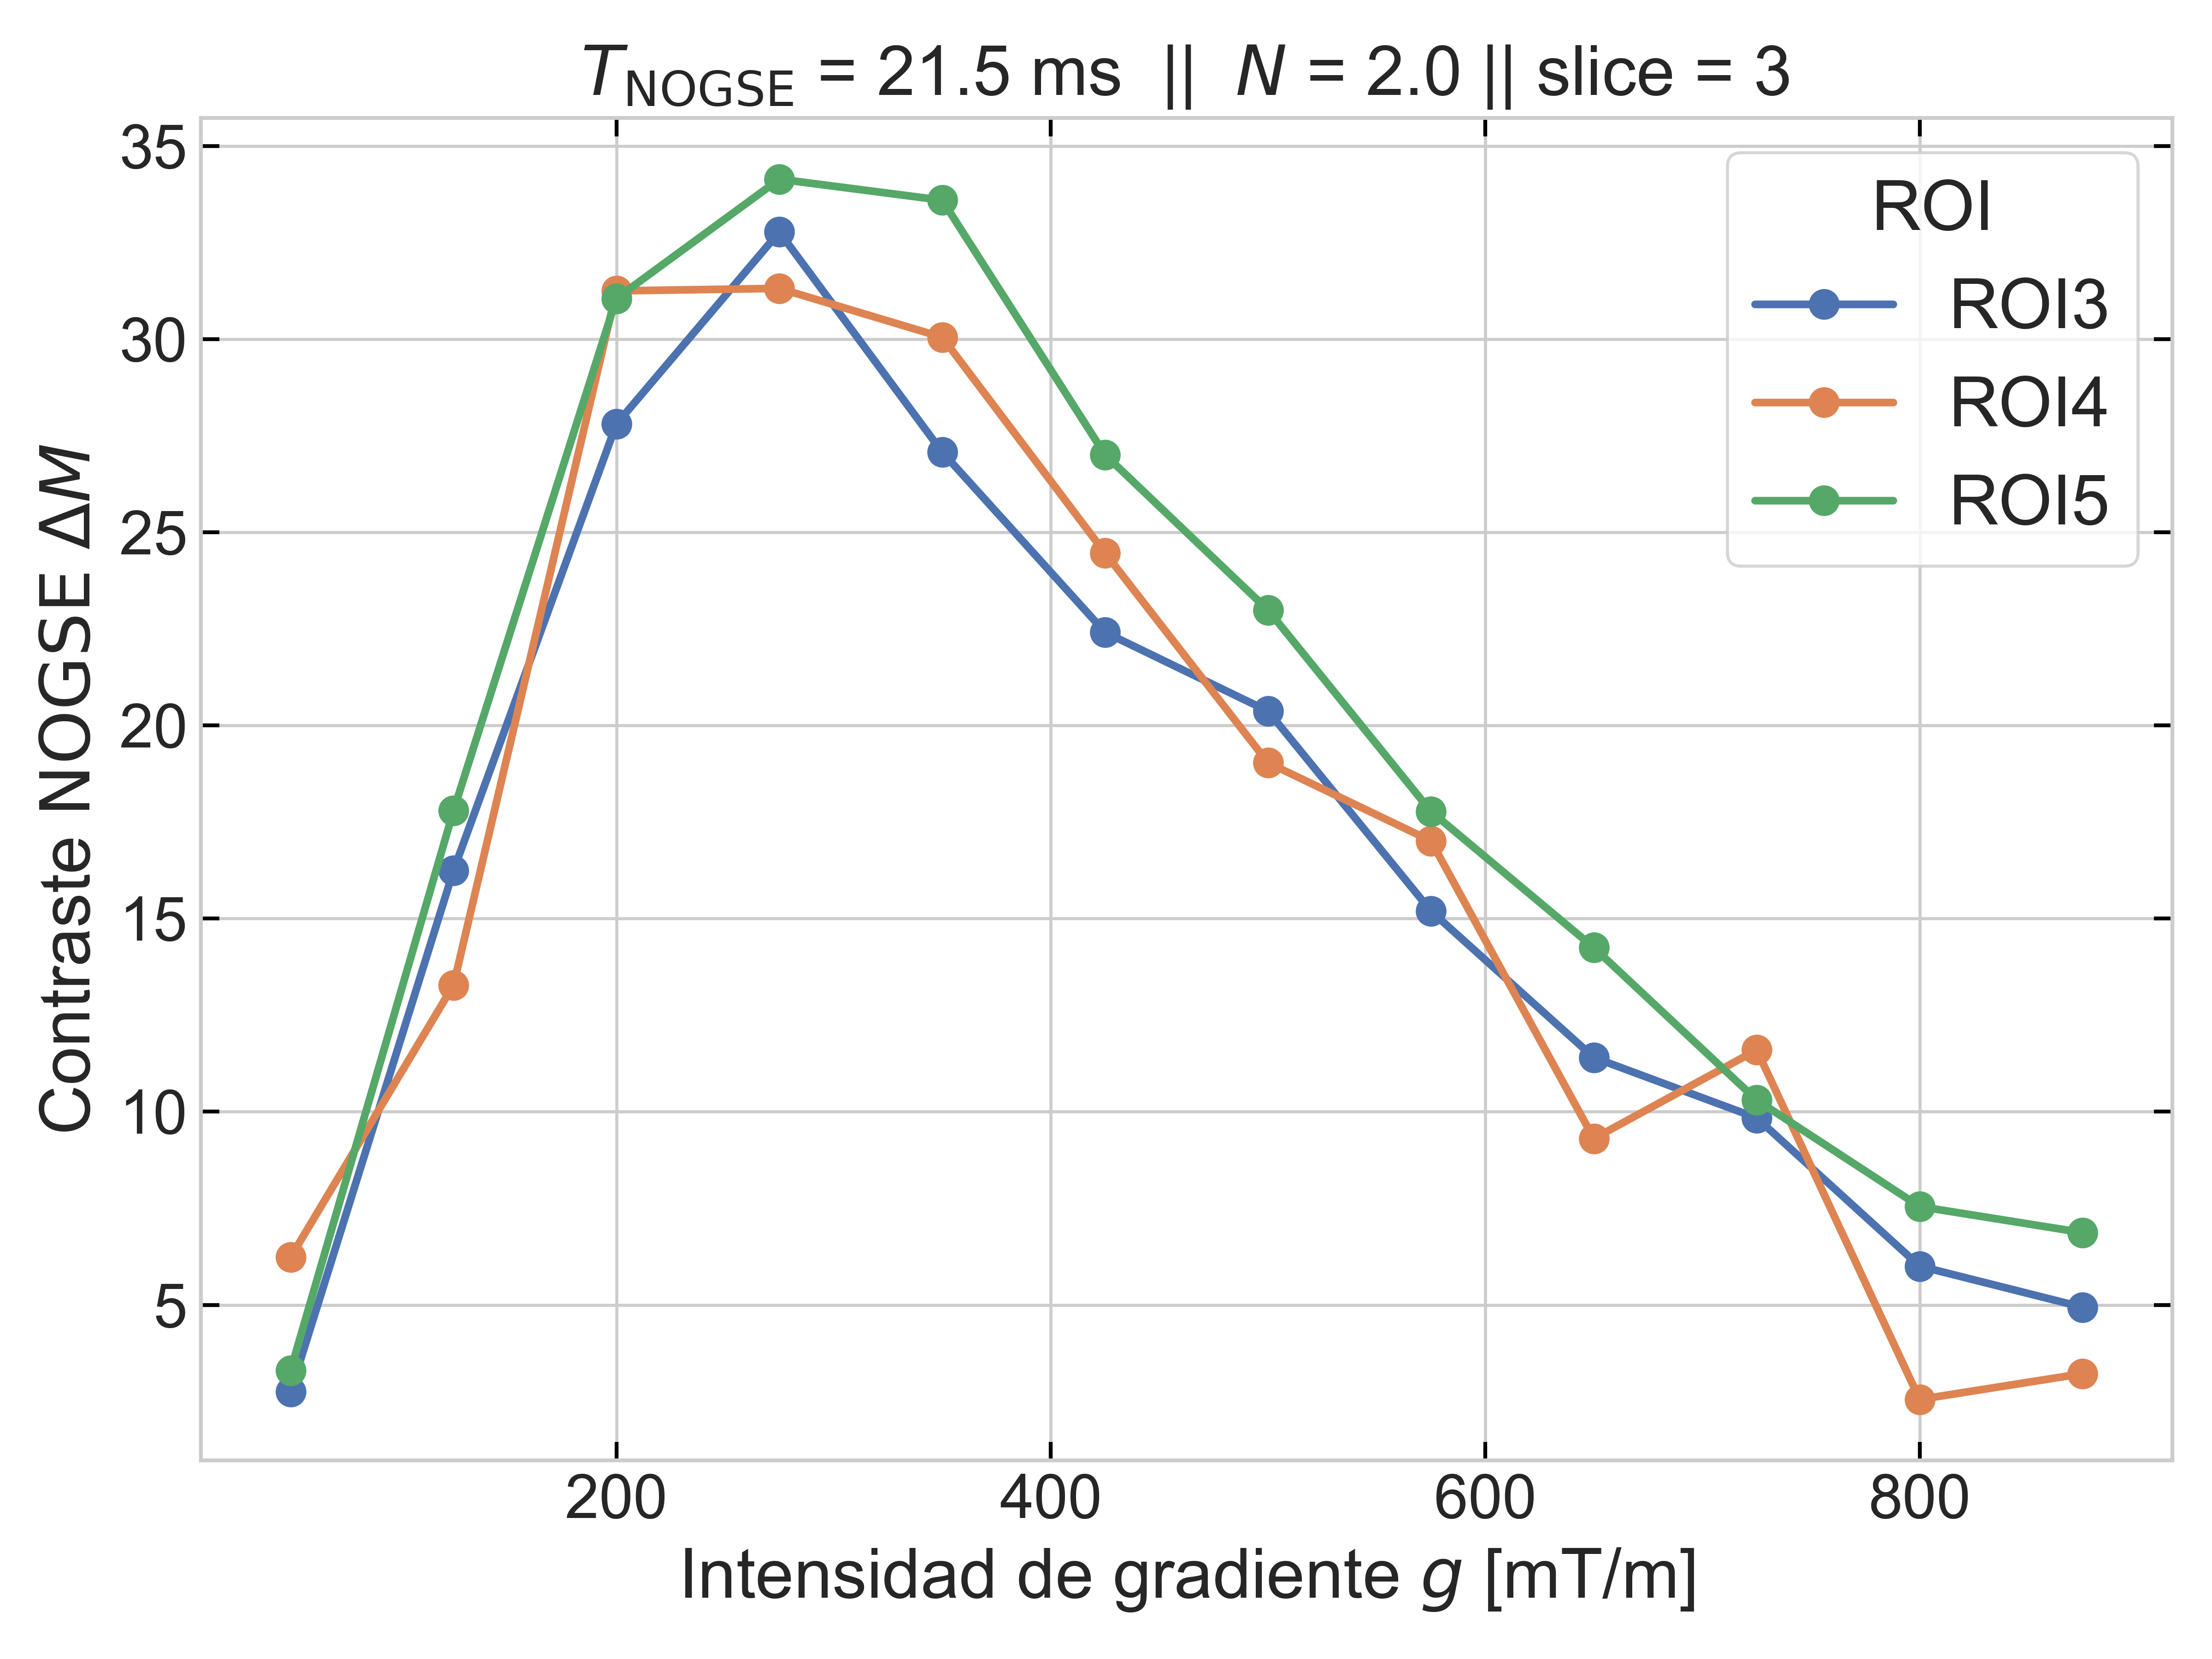 T_NOGSE = 21.5 ms || N = 2.0 || slice = 3
35
30
25
20
15
10
5
Contraste NOGSE ΔM
ROI
ROI3
ROI4
ROI5
200 400 600 800
Intensidad de gradiente g [mT/m]